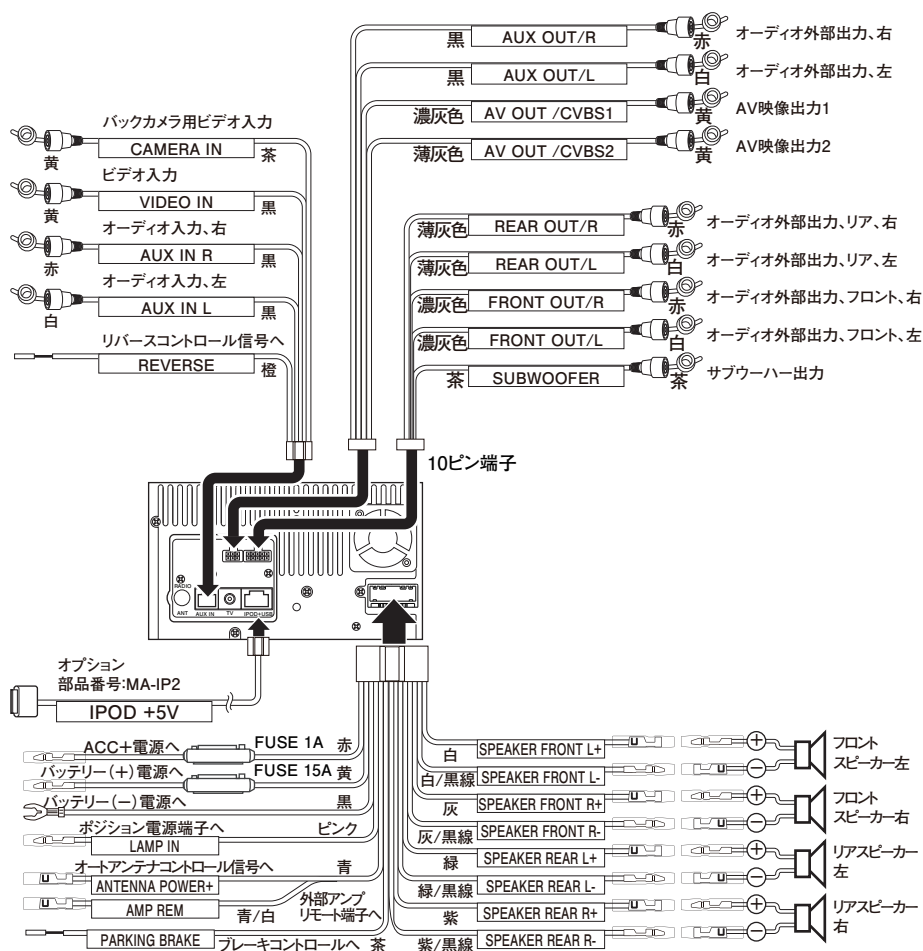 黒 AUX OUT/R 赤 オーディオ外部出力、右
黒 AUX OUT/L 白 オーディオ外部出力、左
濃灰色 AV OUT /CVBS1 黄 AV映像出力1
薄灰色 AV OUT /CVBS2 黄 AV映像出力2
バックカメラ用ビデオ入力
黄 CAMERA IN 茶
ビデオ入力
黄 VIDEO IN 黒
オーディオ入力、右
赤 AUX IN R 黒
オーディオ入力、左
白 AUX IN L 黒
リバースコントロール信号へ
REVERSE 橙
薄灰色 REAR OUT/R 赤 オーディオ外部出力、リア、右
薄灰色 REAR OUT/L 白 オーディオ外部出力、リア、左
濃灰色 FRONT OUT/R 赤 オーディオ外部出力、フロント、右
濃灰色 FRONT OUT/L 白 オーディオ外部出力、フロント、左
茶 SUBWOOFER 茶 サブウーハー出力
10ピン端子
RADIO
ANT AUX IN TV IPOD+USB
オプション
部品番号:MA-IP2
IPOD +5V
ACC+電源へ FUSE 1A 赤
バッテリー(+)電源へ FUSE 15A 黄
バッテリー(−)電源へ 黒
ポジション電源端子へ ピンク
LAMP IN
オートアンテナコントロール信号へ 青
ANTENNA POWER+
AMP REM 青/白 外部アンプ
リモート端子へ
PARKING BRAKE ブレーキコントロールへ 茶
白 SPEAKER FRONT L+ +
白/黒線 SPEAKER FRONT L- −
フロント
スピーカー左
灰 SPEAKER FRONT R+ +
灰/黒線 SPEAKER FRONT R- −
フロント
スピーカー右
緑 SPEAKER REAR L+ +
緑/黒線 SPEAKER REAR L- −
リアスピーカー
左
紫 SPEAKER REAR R+ +
紫/黒線 SPEAKER REAR R- −
リアスピーカー
右